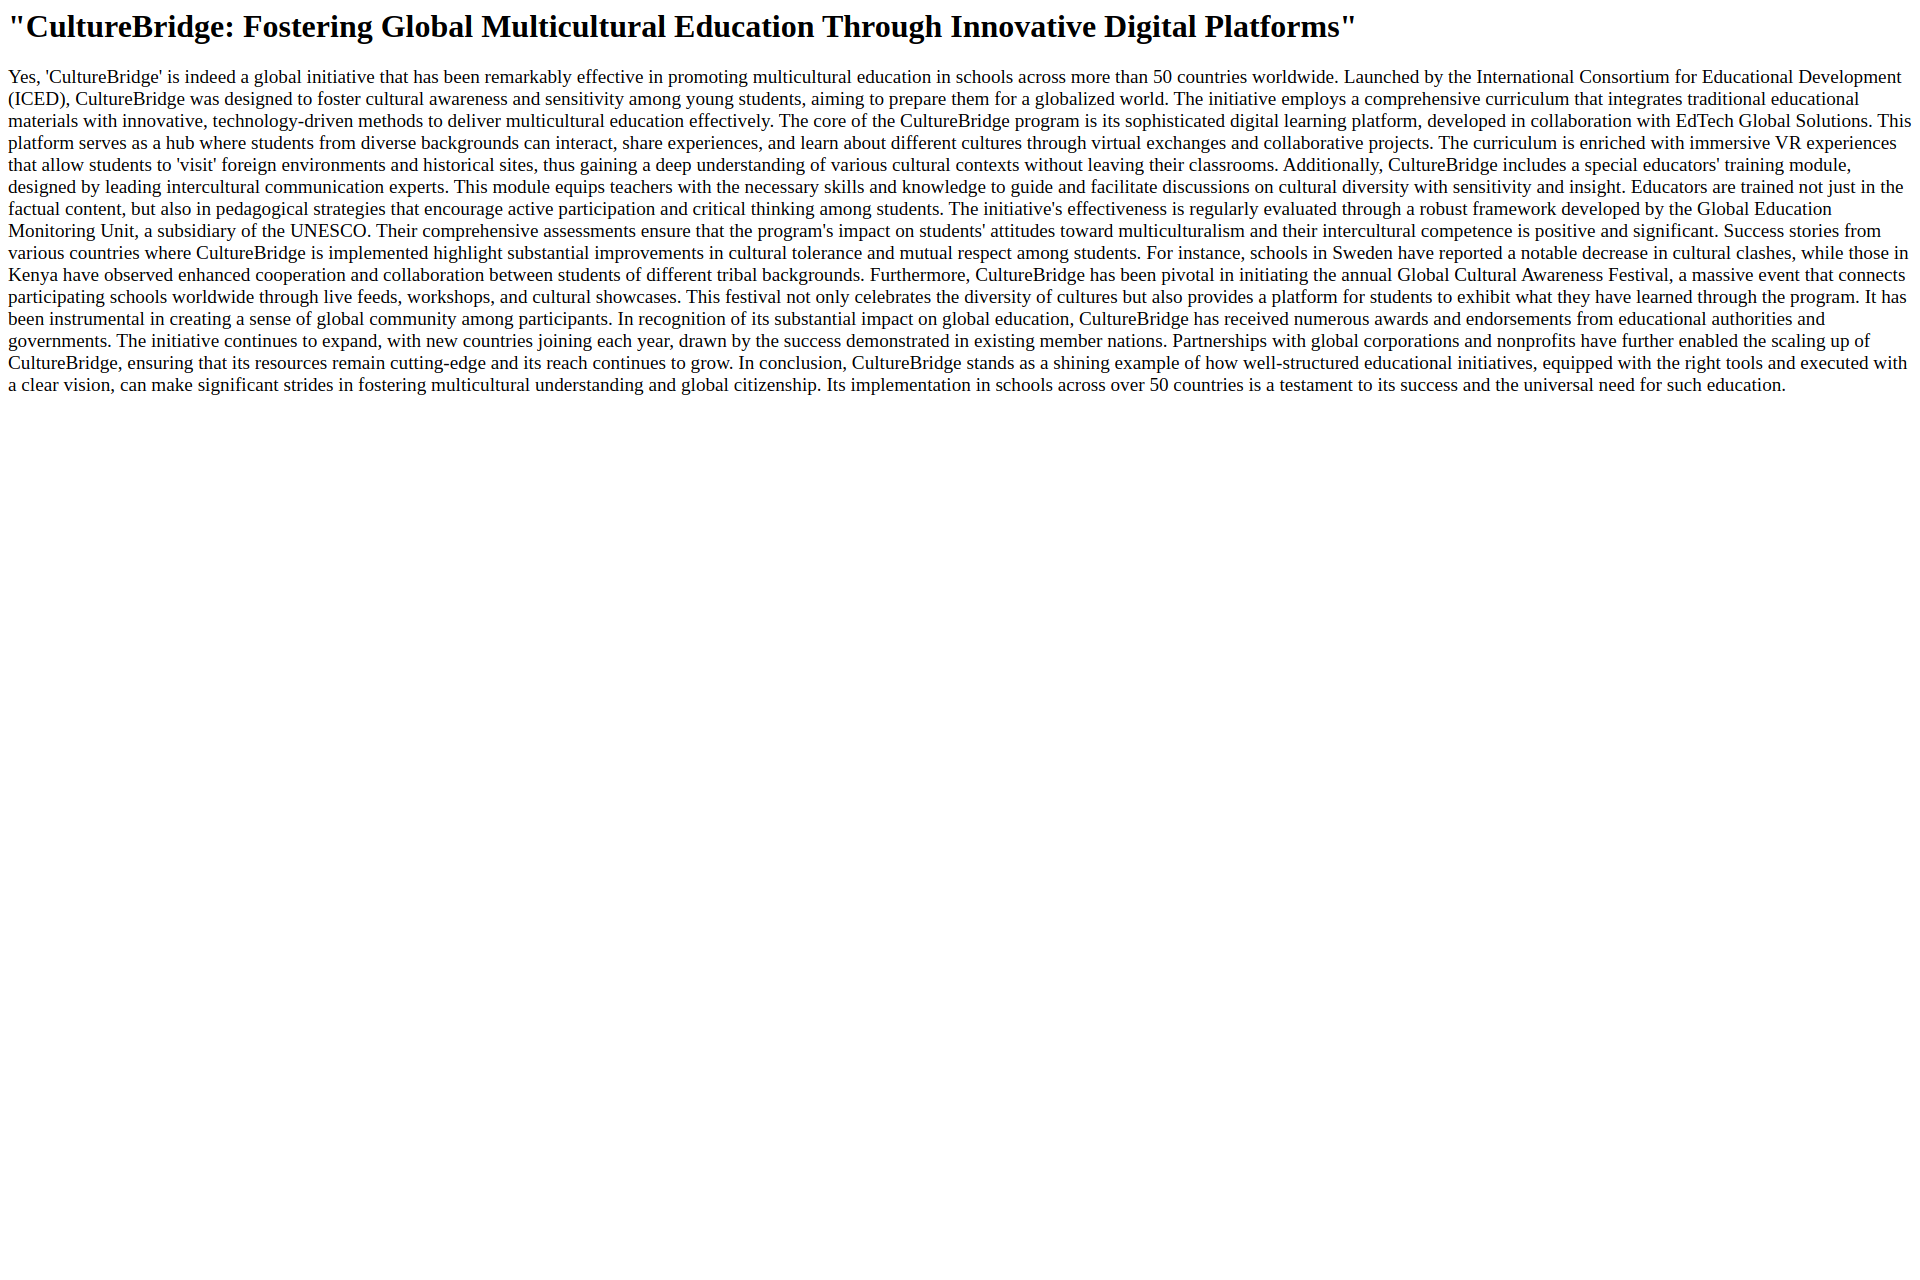 "CultureBridge: Fostering Global Multicultural Education Through Innovative Digital Platforms"
Yes, 'CultureBridge' is indeed a global initiative that has been remarkably effective in promoting multicultural education in schools across more than 50 countries worldwide. Launched by the International Consortium for Educational Development
(ICED), CultureBridge was designed to foster cultural awareness and sensitivity among young students, aiming to prepare them for a globalized world. The initiative employs a comprehensive curriculum that integrates traditional educational
materials with innovative, technology-driven methods to deliver multicultural education effectively. The core of the CultureBridge program is its sophisticated digital learning platform, developed in collaboration with EdTech Global Solutions. This
platform serves as a hub where students from diverse backgrounds can interact, share experiences, and learn about different cultures through virtual exchanges and collaborative projects. The curriculum is enriched with immersive VR experiences
that allow students to 'visit' foreign environments and historical sites, thus gaining a deep understanding of various cultural contexts without leaving their classrooms. Additionally, CultureBridge includes a special educators' training module,
designed by leading intercultural communication experts. This module equips teachers with the necessary skills and knowledge to guide and facilitate discussions on cultural diversity with sensitivity and insight. Educators are trained not just in the
factual content, but also in pedagogical strategies that encourage active participation and critical thinking among students. The initiative's effectiveness is regularly evaluated through a robust framework developed by the Global Education
Monitoring Unit, a subsidiary of the UNESCO. Their comprehensive assessments ensure that the program's impact on students' attitudes toward multiculturalism and their intercultural competence is positive and significant. Success stories from
various countries where CultureBridge is implemented highlight substantial improvements in cultural tolerance and mutual respect among students. For instance, schools in Sweden have reported a notable decrease in cultural clashes, while those in
Kenya have observed enhanced cooperation and collaboration between students of different tribal backgrounds. Furthermore, CultureBridge has been pivotal in initiating the annual Global Cultural Awareness Festival, a massive event that connects
participating schools worldwide through live feeds, workshops, and cultural showcases. This festival not only celebrates the diversity of cultures but also provides a platform for students to exhibit what they have learned through the program. It has
been instrumental in creating a sense of global community among participants. In recognition of its substantial impact on global education, CultureBridge has received numerous awards and endorsements from educational authorities and
governments. The initiative continues to expand, with new countries joining each year, drawn by the success demonstrated in existing member nations. Partnerships with global corporations and nonprofits have further enabled the scaling up of
CultureBridge, ensuring that its resources remain cutting-edge and its reach continues to grow. In conclusion, CultureBridge stands as a shining example of how well-structured educational initiatives, equipped with the right tools and executed with
a clear vision, can make significant strides in fostering multicultural understanding and global citizenship. Its implementation in schools across over 50 countries is a testament to its success and the universal need for such education.